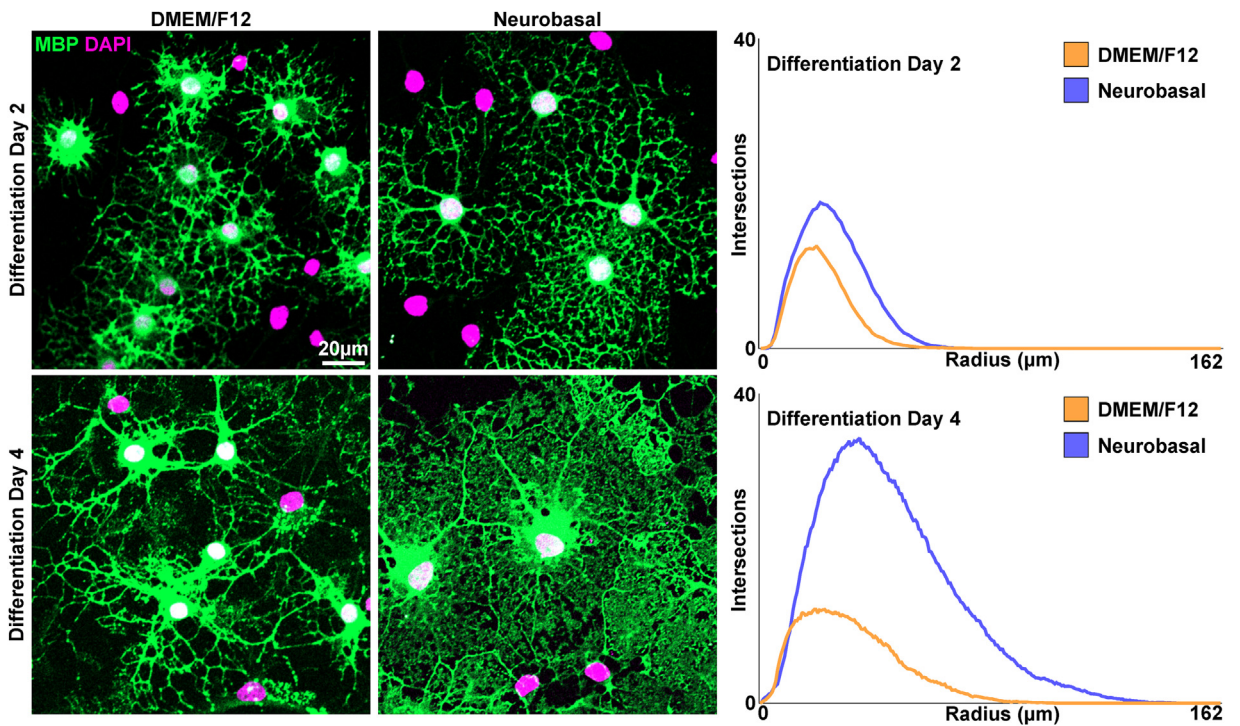 DMEM/F12
Neurobasal
MBP DAPI
Differentiation Day 2
20µm
Differentiation Day 4
40
Differentiation Day 2
DMEM/F12
Neurobasal
Intersections
0
0
Radius (µm)
162
40
Differentiation Day 4
DMEM/F12
Neurobasal
Intersections
0
0
Radius (µm)
162